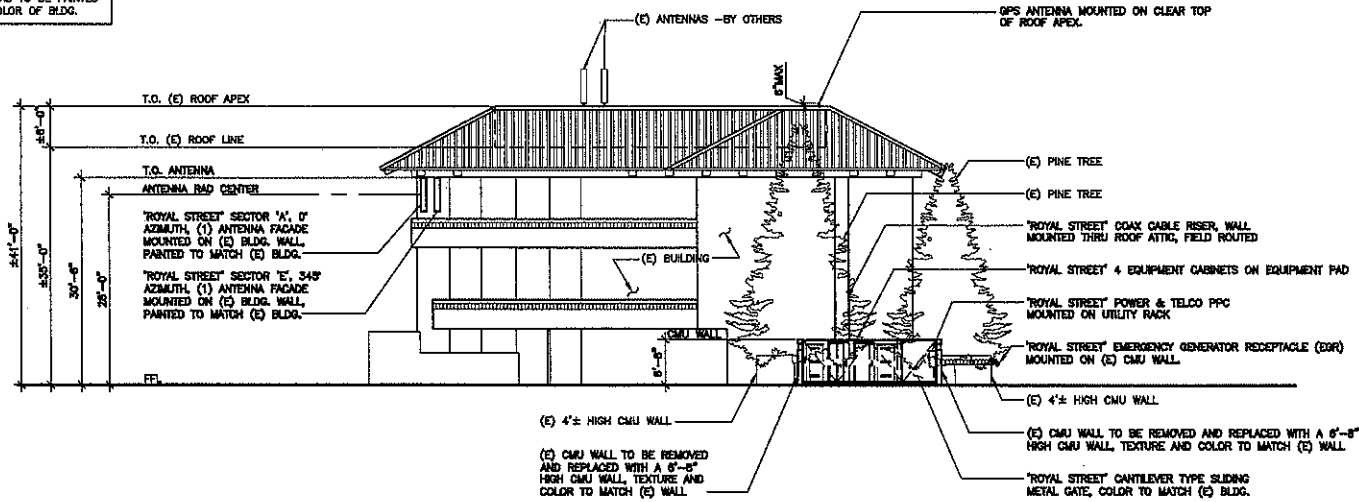 COLOR OF BLDG.
(E) ANTENNAS -BY OTHERS
GPS ANTENNA MOUNTED ON CLEAR TOP
OF ROOF APEX.
6"MAX
T.O. (E) ROOF APEX
±6'-0"
T.O. (E) ROOF LINE
T.O. ANTENNA
ANTENNA RAD CENTER
±41'-0"
±35'-0"
30'-6"
28'-0"
"ROYAL STREET" SECTOR "A", 0°
AZIMUTH, (1) ANTENNA FACADE
MOUNTED ON (E) BLDG. WALL,
PAINTED TO MATCH (E) BLDG.
"ROYAL STREET" SECTOR "E", 345°
AZIMUTH, (1) ANTENNA FACADE
MOUNTED ON (E) BLDG. WALL,
PAINTED TO MATCH (E) BLDG.
(E) BUILDING
(E) PINE TREE
(E) PINE TREE
"ROYAL STREET" COAX CABLE RISER, WALL
MOUNTED THRU ROOF ATTIC, FIELD ROUTED
"ROYAL STREET" 4 EQUIPMENT CABINETS ON EQUIPMENT PAD
"ROYAL STREET" POWER & TELCO PPC
MOUNTED ON UTILITY RACK
"ROYAL STREET" EMERGENCY GENERATOR RECEPTACLE (EGR)
MOUNTED ON (E) CMU WALL.
CMU WALL
6'-8"
FF.
(E) 4'± HIGH CMU WALL
(E) 4'± HIGH CMU WALL
(E) CMU WALL TO BE REMOVED
AND REPLACED WITH A 6'-8"
HIGH CMU WALL, TEXTURE AND
COLOR TO MATCH (E) WALL
(E) CMU WALL TO BE REMOVED AND REPLACED WITH A 6'-8"
HIGH CMU WALL, TEXTURE AND COLOR TO MATCH (E) WALL
"ROYAL STREET" CANTILEVER TYPE SLIDING
METAL GATE, COLOR TO MATCH (E) BLDG.